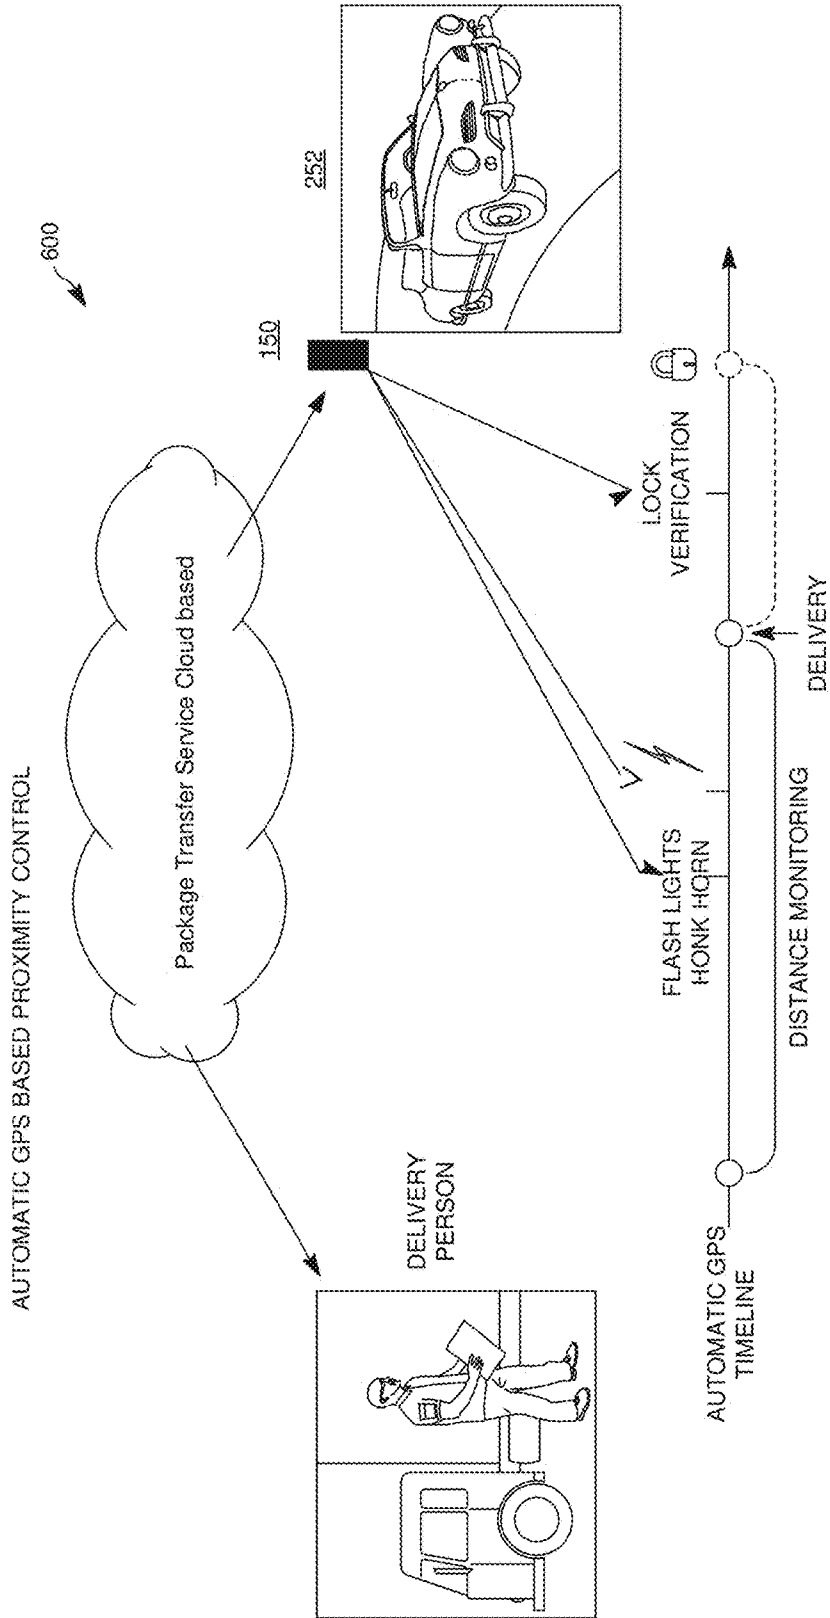 AUTOMATIC GPS BASED PROXIMITY CONTROL
600
Package Transfer Service Cloud based
150
252
DELIVERY
PERSON
FLASH LIGHTS
HONK HORN
LOCK
VERIFICATION
AUTOMATIC GPS
TIMELINE
DISTANCE MONITORING
DELIVERY